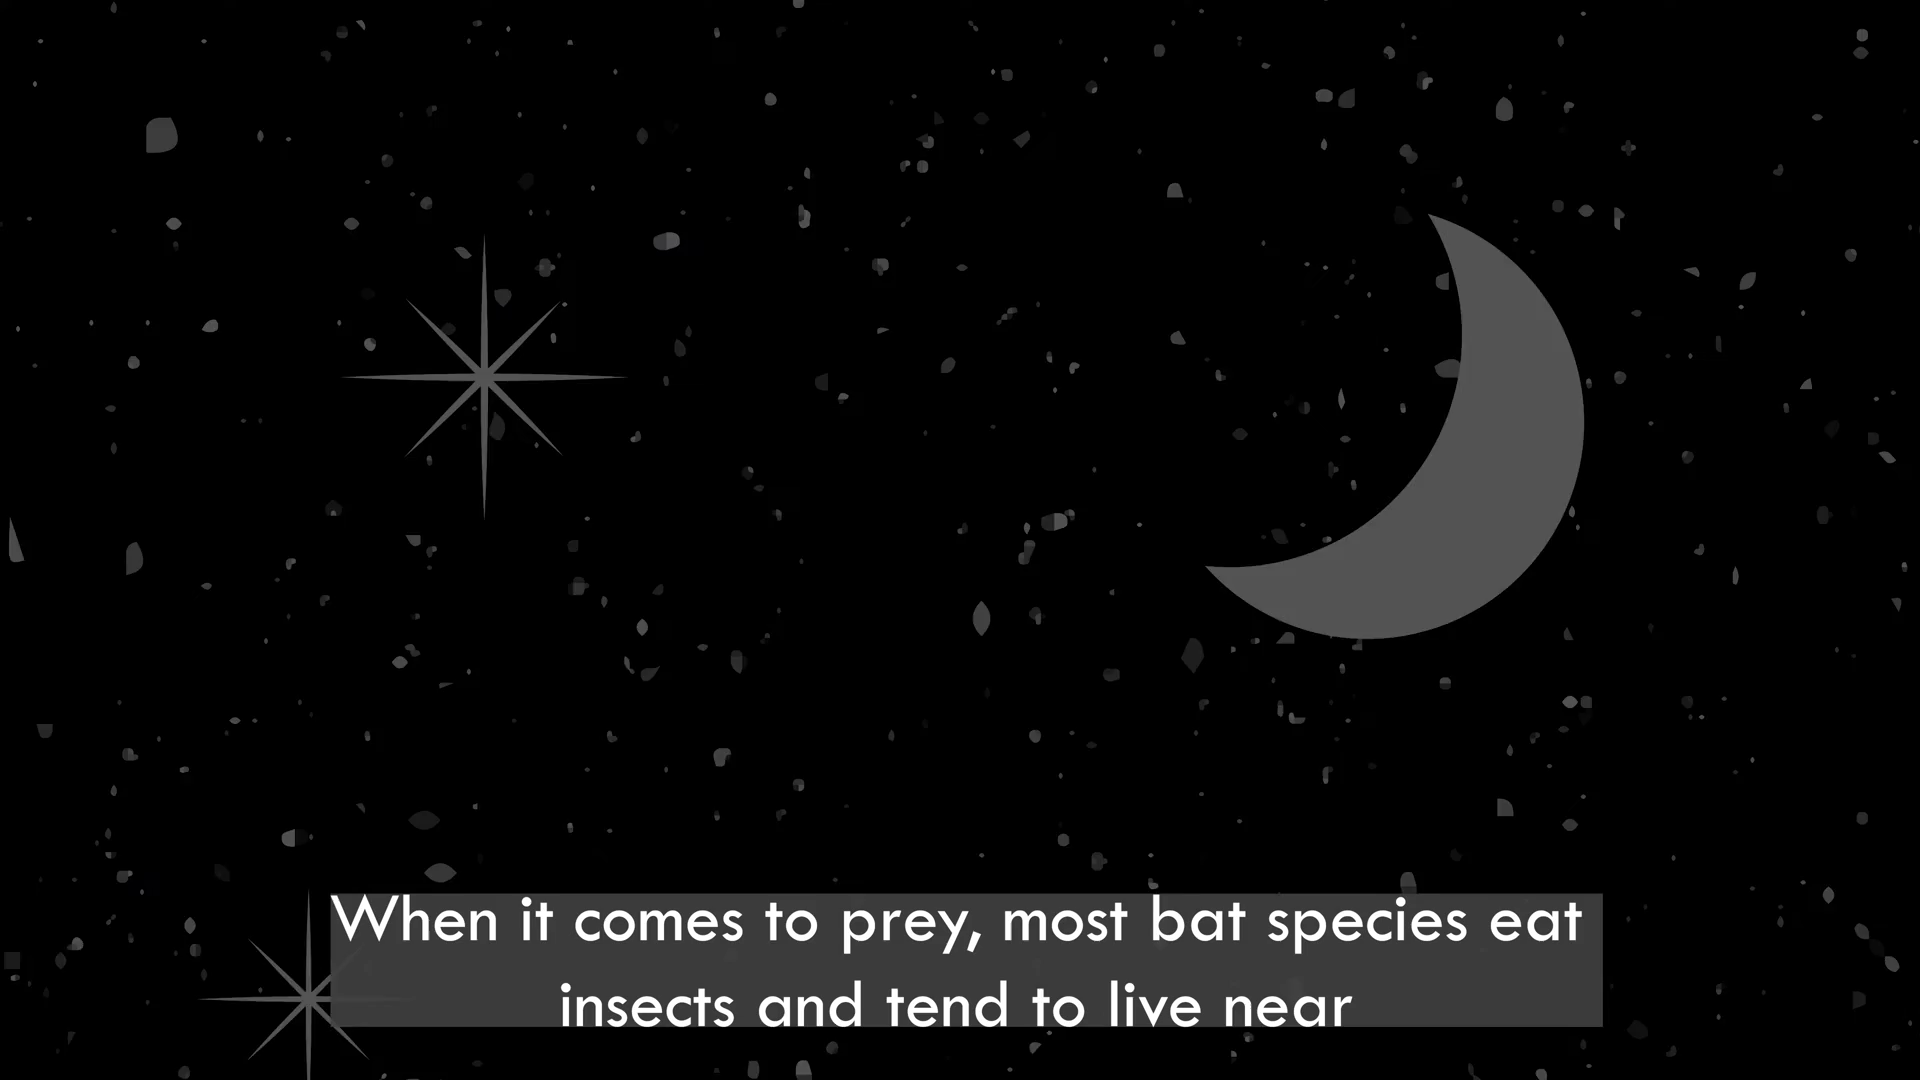 When it comes to prey, most bat species eat
insects and tend to live near